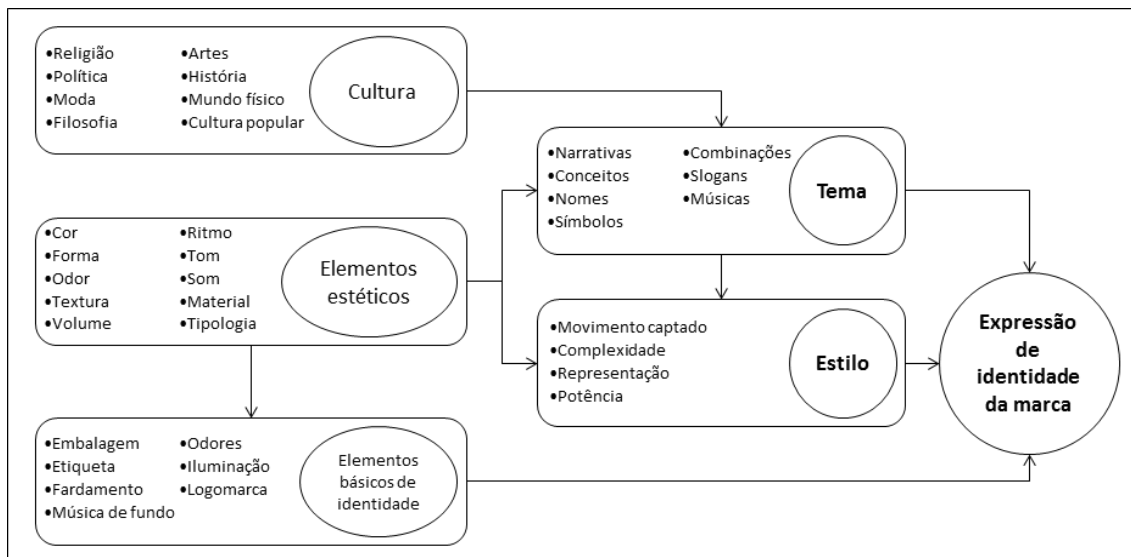 •Religião
•Política
•Moda
•Filosofia
•Artes
•História
•Mundo físico
•Cultura popular
Cultura
•Narrativas
•Conceitos
•Nomes
•Símbolos
•Combinações
•Slogans
•Músicas
Tema
•Cor
•Forma
•Odor
•Textura
•Volume
•Ritmo
•Tom
•Som
•Material
•Tipologia
Elementos
estéticos
•Movimento captado
•Complexidade
•Representação
•Potência
Estilo
Expressão
de
identidade
da marca
•Embalagem
•Etiqueta
•Fardamento
•Música de fundo
•Odores
•Iluminação
•Logomarca
Elementos
básicos de
identidade